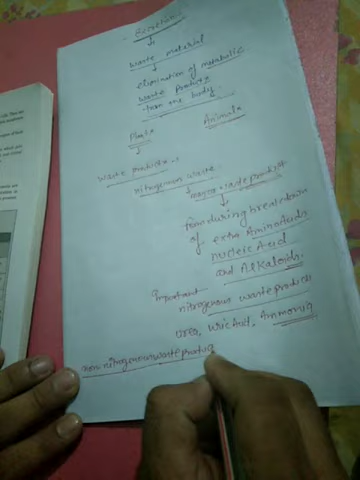 Excretion
waste material
elimination of metabolic
waste Products
from the body
Plants
Animals
waste products
nitrogenous waste
major waste product
form during breakdown
of extra Amino Acids
nucleic Acid
and Alkaloids.
Important
nitrogenous waste products
urea, uric Acid, Ammonia
non nitrogenous waste product